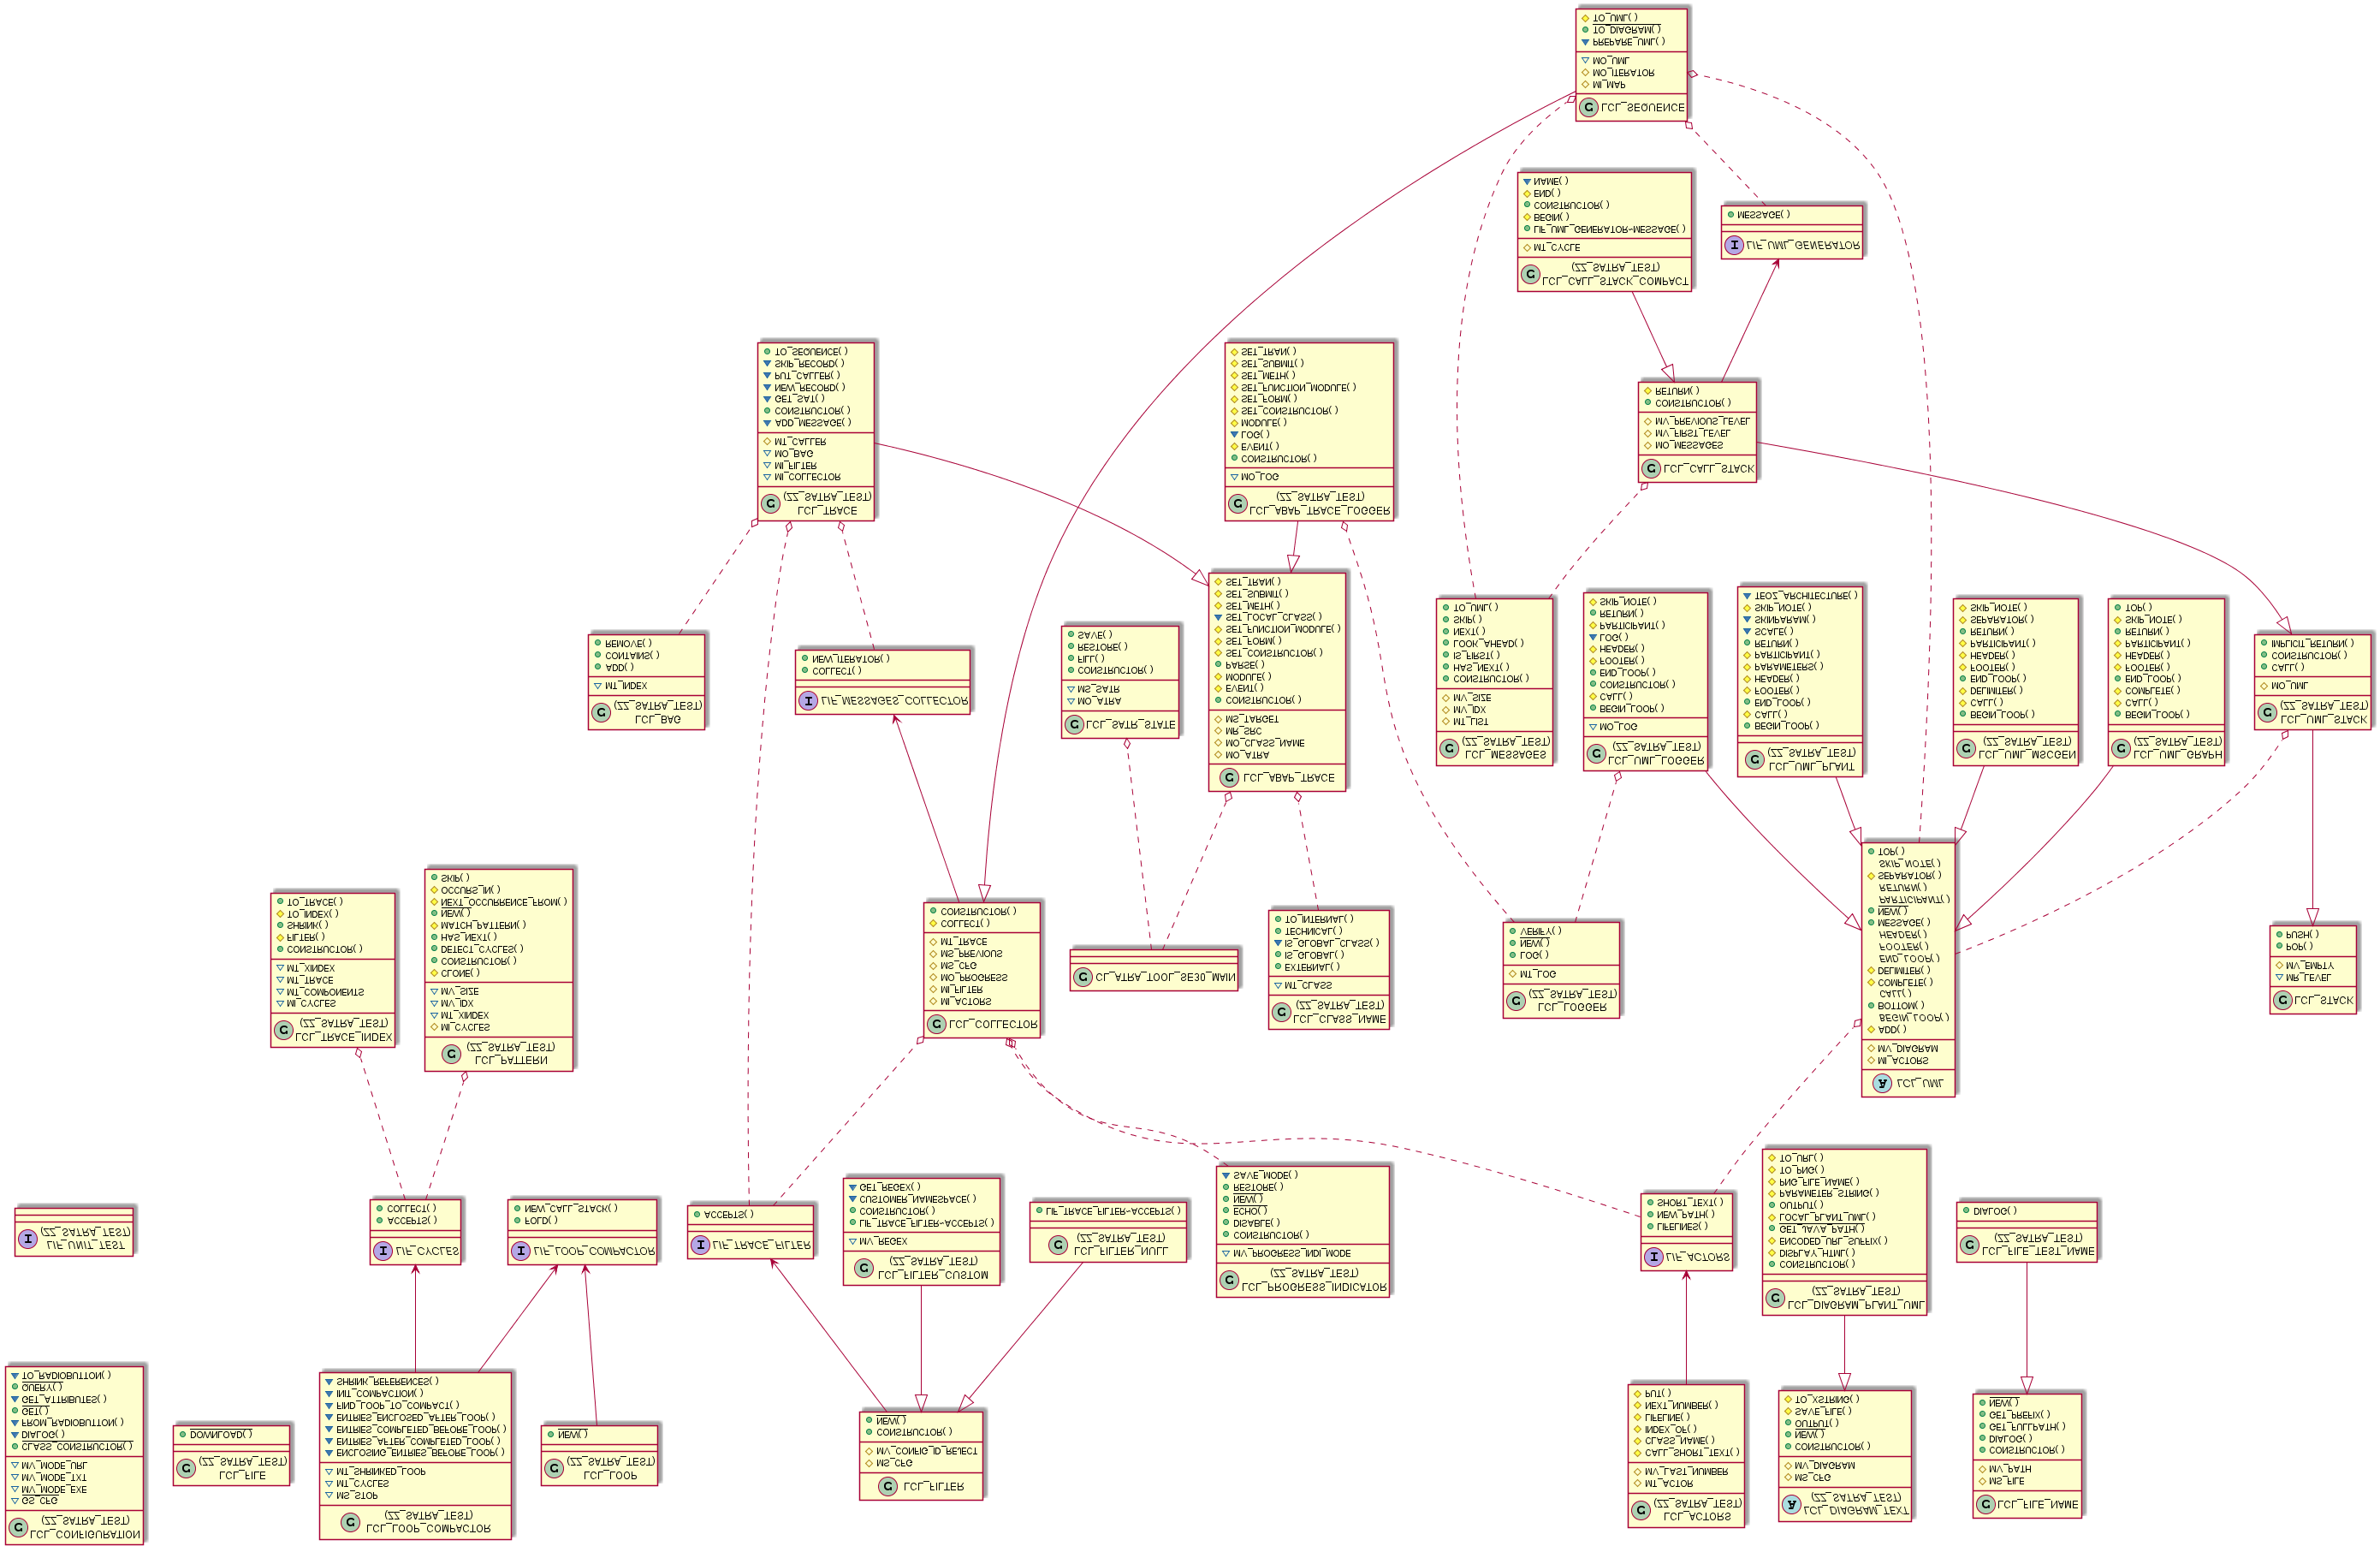 LCL_CONFIGURATION
(ZZ_SATRA_TEST)
GS_CFG
MV_MODE_EXE
MV_MODE_TXT
MV_MODE_URL
CLASS_CONSTRUCTOR( )
DIALOG( )
FROM_RADIOBUTTON( )
GET( )
GET_ATTRIBUTES( )
QUERY( )
TO_RADIOBUTTON( )
LCL_FILE
(ZZ_SATRA_TEST)
DOWNLOAD( )
LCL_LOOP_COMPACTOR
(ZZ_SATRA_TEST)
MS_STOP
MT_CYCLES
MT_SHRINKED_LOOP
ENCLOSING_ENTRIES_BEFORE_LOOP( )
ENTRIES_AFTER_COMPLETED_LOOP( )
ENTRIES_COMPLETED_BEFORE_LOOP( )
ENTRIES_ENCLOSED_AFTER_LOOP( )
FIND_LOOP_TO_COMPACT( )
INIT_COMPACTION( )
SHRINK_REFERENCES( )
LCL_LOOP
(ZZ_SATRA_TEST)
NEW( )
LCL_FILTER
MS_CFG
MV_CONFIG_ID_REJECT
CONSTRUCTOR( )
NEW( )
LCL_ACTORS
(ZZ_SATRA_TEST)
MT_ACTOR
MV_LAST_NUMBER
CALL_SHORT_TEXT( )
CLASS_NAME( )
INDEX_OF( )
LIFELINE( )
NEXT_NUMBER( )
PUT( )
LCL_DIAGRAM_TEXT
(ZZ_SATRA_TEST)
MS_CFG
MV_DIAGRAM
CONSTRUCTOR( )
NEW( )
OUTPUT( )
SAVE_FILE( )
TO_XSTRING( )
LCL_FILE_NAME
MS_FILE
MV_PATH
CONSTRUCTOR( )
DIALOG( )
GET_FULLPATH( )
GET_PREFIX( )
NEW( )
LIF_UNIT_TEST
(ZZ_SATRA_TEST)
LIF_CYCLES
ACCEPTS( )
COLLECT( )
LIF_LOOP_COMPACTOR
FOLD( )
NEW_CALL_STACK( )
LIF_TRACE_FILTER
ACCEPTS( )
LCL_FILTER_CUSTOM
(ZZ_SATRA_TEST)
MV_REGEX
LIF_TRACE_FILTER~ACCEPTS( )
CONSTRUCTOR( )
CUSTOMER_NAMESPACE( )
GET_REGEX( )
LCL_FILTER_NULL
(ZZ_SATRA_TEST)
LIF_TRACE_FILTER~ACCEPTS( )
LCL_PROGRESS_INDICATOR
(ZZ_SATRA_TEST)
MV_PROGRESS_INDI_MODE
CONSTRUCTOR( )
DISABLE( )
ECHO( )
NEW( )
RESTORE( )
SAVE_MODE( )
LIF_ACTORS
LIFELINES( )
NEW_PATH( )
SHORT_TEXT( )
LCL_DIAGRAM_PLANT_UML
(ZZ_SATRA_TEST)
CONSTRUCTOR( )
DISPLAY_HTML( )
ENCODED_URL_SUFFIX( )
GET_JAVA_PATH( )
LOCAL_PLANT_UML( )
OUTPUT( )
PARAMETER_STRING( )
PNG_FILE_NAME( )
TO_PNG( )
TO_URL( )
LCL_FILE_TEST_NAME
(ZZ_SATRA_TEST)
DIALOG( )
LCL_TRACE_INDEX
(ZZ_SATRA_TEST)
MI_CYCLES
MT_COMPONENTS
MT_TRACE
MT_XINDEX
CONSTRUCTOR( )
FILTER( )
SHRINK( )
TO_INDEX( )
TO_TRACE( )
LCL_PATTERN
(ZZ_SATRA_TEST)
MI_CYCLES
MT_XINDEX
MV_IDX
MV_SIZE
CLONE( )
CONSTRUCTOR( )
DETECT_CYCLES( )
HAS_NEXT( )
MATCH_PATTERN( )
NEW( )
NEXT_OCCURRENCE_FROM( )
OCCURS_IN( )
SKIP( )
LCL_COLLECTOR
MI_ACTORS
MI_FILTER
MO_PROGRESS
MS_CFG
MS_PREVIOUS
MT_TRACE
COLLECT( )
CONSTRUCTOR( )
CL_ATRA_TOOL_SE30_MAIN
LCL_CLASS_NAME
(ZZ_SATRA_TEST)
MT_CLASS
EXTERNAL( )
IS_GLOBAL( )
IS_GLOBAL_CLASS( )
TECHNICAL( )
TO_INTERNAL( )
LCL_LOGGER
(ZZ_SATRA_TEST)
MT_LOG
LOG( )
NEW( )
VERIFY( )
LCL_UML
MI_ACTORS
MV_DIAGRAM
ADD( )
BEGIN_LOOP( )
BOTTOM( )
CALL( )
COMPLETE( )
DELIMITER( )
END_LOOP( )
FOOTER( )
HEADER( )
MESSAGE( )
NEW( )
PARTICIPANT( )
RETURN( )
SEPARATOR( )
SKIP_NOTE( )
TOP( )
LCL_STACK
MR_LEVEL
MV_EMPTY
POP( )
PUSH( )
LCL_BAG
(ZZ_SATRA_TEST)
MT_INDEX
ADD( )
CONTAINS( )
REMOVE( )
LIF_MESSAGES_COLLECTOR
COLLECT( )
NEW_ITERATOR( )
LCL_SATR_STATE
MO_ATRA
MS_SATR
CONSTRUCTOR( )
FILL( )
RESTORE( )
SAVE( )
LCL_ABAP_TRACE
MO_ATRA
MO_CLASS_NAME
MR_SRC
MS_TARGET
CONSTRUCTOR( )
EVENT( )
MODULE( )
PARSE( )
SET_CONSTRUCTOR( )
SET_FORM( )
SET_FUNCTION_MODULE( )
SET_LOCAL_CLASS( )
SET_METH( )
SET_SUBMIT( )
SET_TRAN( )
LCL_MESSAGES
(ZZ_SATRA_TEST)
MT_LIST
MV_IDX
MV_SIZE
CONSTRUCTOR( )
HAS_NEXT( )
IS_FIRST( )
LOOK_AHEAD( )
NEXT( )
SKIP( )
TO_UML( )
LCL_UML_LOGGER
(ZZ_SATRA_TEST)
MO_LOG
BEGIN_LOOP( )
CALL( )
CONSTRUCTOR( )
END_LOOP( )
FOOTER( )
HEADER( )
LOG( )
PARTICIPANT( )
RETURN( )
SKIP_NOTE( )
LCL_UML_PLANT
(ZZ_SATRA_TEST)
BEGIN_LOOP( )
CALL( )
END_LOOP( )
FOOTER( )
HEADER( )
PARAMETERS( )
PARTICIPANT( )
RETURN( )
SCALE( )
SKINPARAM( )
SKIP_NOTE( )
TEOZ_ARCHITECTURE( )
LCL_UML_MSCGEN
(ZZ_SATRA_TEST)
BEGIN_LOOP( )
CALL( )
DELIMITER( )
END_LOOP( )
FOOTER( )
HEADER( )
PARTICIPANT( )
RETURN( )
SEPARATOR( )
SKIP_NOTE( )
LCL_UML_GRAPH
(ZZ_SATRA_TEST)
BEGIN_LOOP( )
CALL( )
COMPLETE( )
END_LOOP( )
FOOTER( )
HEADER( )
PARTICIPANT( )
RETURN( )
SKIP_NOTE( )
TOP( )
LCL_UML_STACK
(ZZ_SATRA_TEST)
MO_UML
CALL( )
CONSTRUCTOR( )
IMPLICIT_RETURN( )
LCL_TRACE
(ZZ_SATRA_TEST)
MI_COLLECTOR
MI_FILTER
MO_BAG
MT_CALLER
ADD_MESSAGE( )
CONSTRUCTOR( )
GET_SAT( )
NEW_RECORD( )
PUT_CALLER( )
SKIP_RECORD( )
TO_SEQUENCE( )
LCL_ABAP_TRACE_LOGGER
(ZZ_SATRA_TEST)
MO_LOG
CONSTRUCTOR( )
EVENT( )
LOG( )
MODULE( )
SET_CONSTRUCTOR( )
SET_FORM( )
SET_FUNCTION_MODULE( )
SET_METH( )
SET_SUBMIT( )
SET_TRAN( )
LCL_CALL_STACK
MO_MESSAGES
MV_FIRST_LEVEL
MV_PREVIOUS_LEVEL
CONSTRUCTOR( )
RETURN( )
LCL_CALL_STACK_COMPACT
(ZZ_SATRA_TEST)
MT_CYCLE
LIF_UML_GENERATOR~MESSAGE( )
BEGIN( )
CONSTRUCTOR( )
END( )
NAME( )
LIF_UML_GENERATOR
MESSAGE( )
LCL_SEQUENCE
MI_MAP
MO_ITERATOR
MO_UML
PREPARE_UML( )
TO_DIAGRAM( )
TO_UML( )